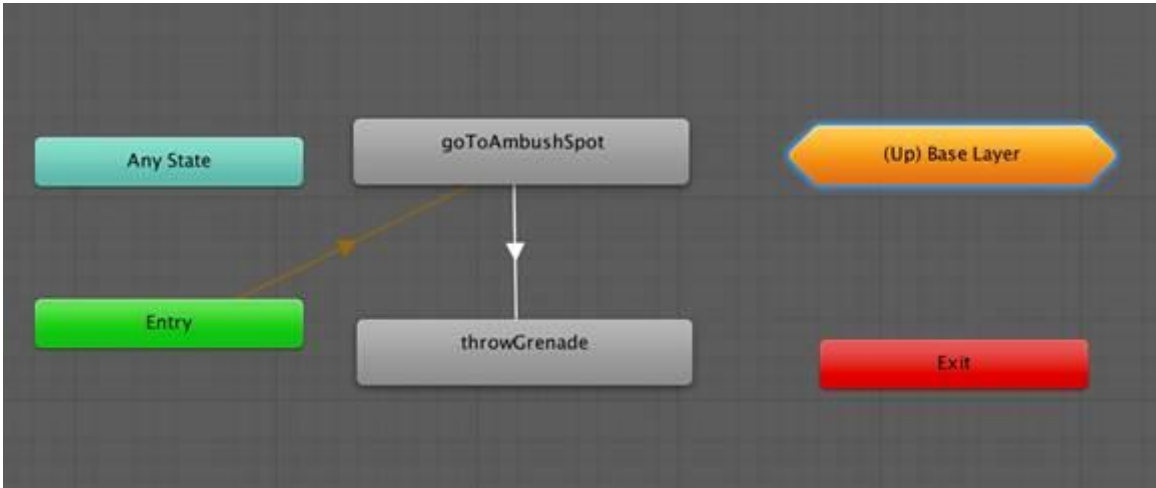 Any State
goToAmbushSpot
(Up) Base Layer
Entry
throwGrenade
Exit